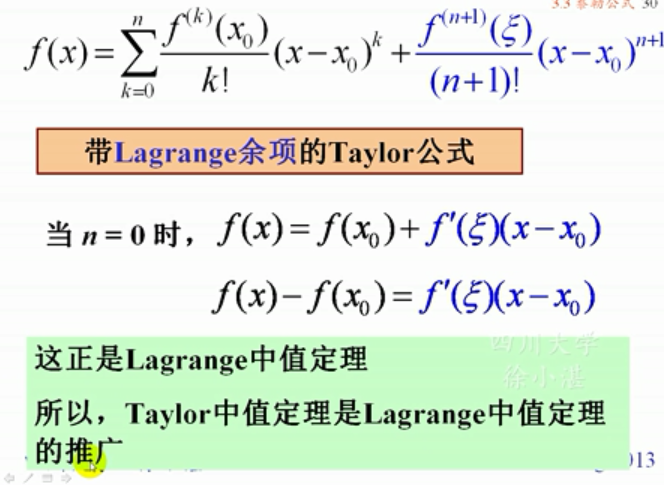 3.3 泰勒公式 30
f(x)=\sum_{k=0}^{n}\frac{f^{(k)}(x_0)}{k!}(x-x_0)^k+\frac{f^{(n+1)}(ξ)}{(n+1)!}(x-x_0)^{n+1}
带Lagrange余项的Taylor公式
当 n = 0 时, f(x)=f(x_0)+f′(ξ)(x-x_0)
f(x)-f(x_0)=f′(ξ)(x-x_0)
四川大学
徐小湛
这正是Lagrange中值定理
所以，Taylor中值定理是Lagrange中值定理
的推广